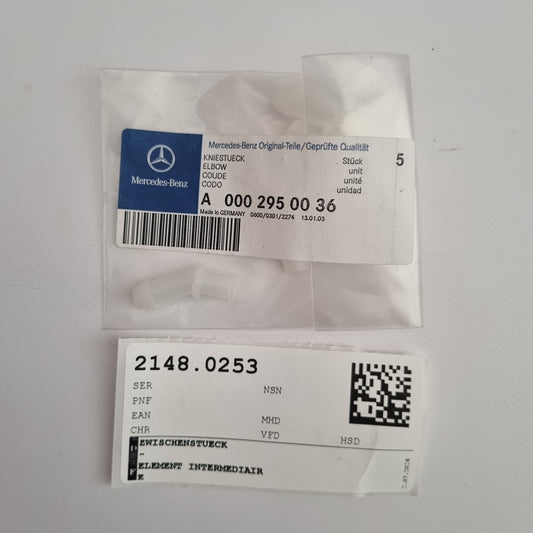 Mercedes-Benz Original-Teile/Geprüfte Qualität
Mercedes-Benz
KNIESTUECK
ELBOW
COUDE
CODO
Stück
unit
unité
unidad
5
A 000 295 00 36
Made in GERMANY 0600/0301/2274 13.01.03
2148.0253
SER
NSN
PNF
EAN
MHD
CHR
VFD
HSD
ZWISCHENSTUECK
-
ELEMENT INTERMEDIAIR
E